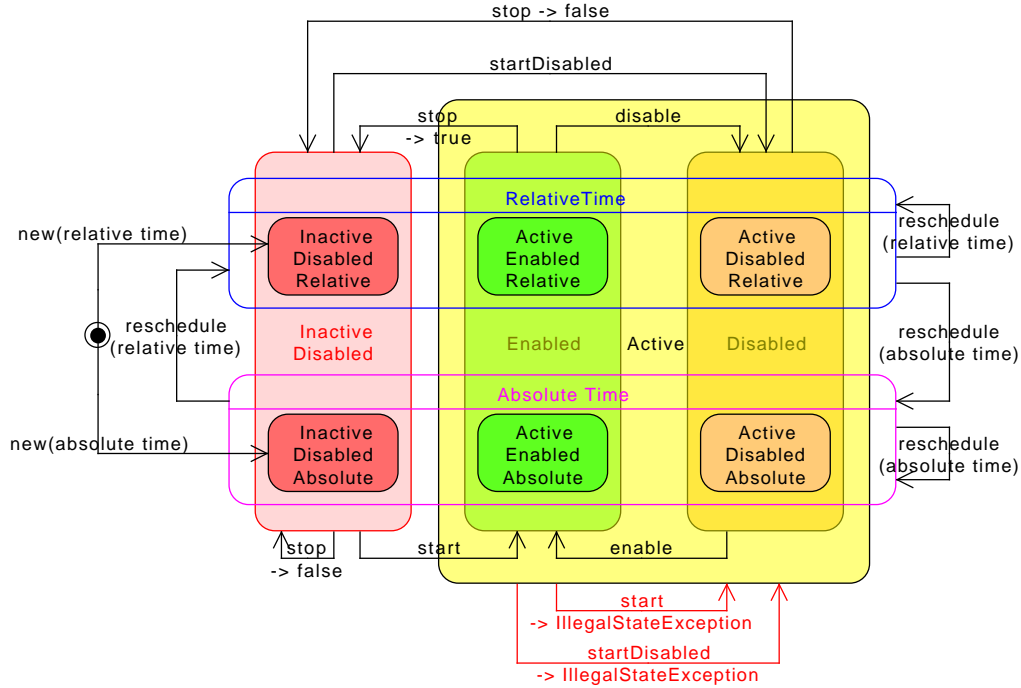 stop -> false
startDisabled
stop
-> true
disable
RelativeTime
new(relative time)
Inactive
Disabled
Relative
Active
Enabled
Relative
Active
Disabled
Relative
reschedule
(relative time)
reschedule
(relative time)
Inactive
Disabled
Enabled
Active
Disabled
reschedule
(absolute time)
Absolute Time
new(absolute time)
Inactive
Disabled
Absolute
Active
Enabled
Absolute
Active
Disabled
Absolute
reschedule
(absolute time)
stop
-> false
start
enable
start
-> IllegalStateException
startDisabled
-> IllegalStateException